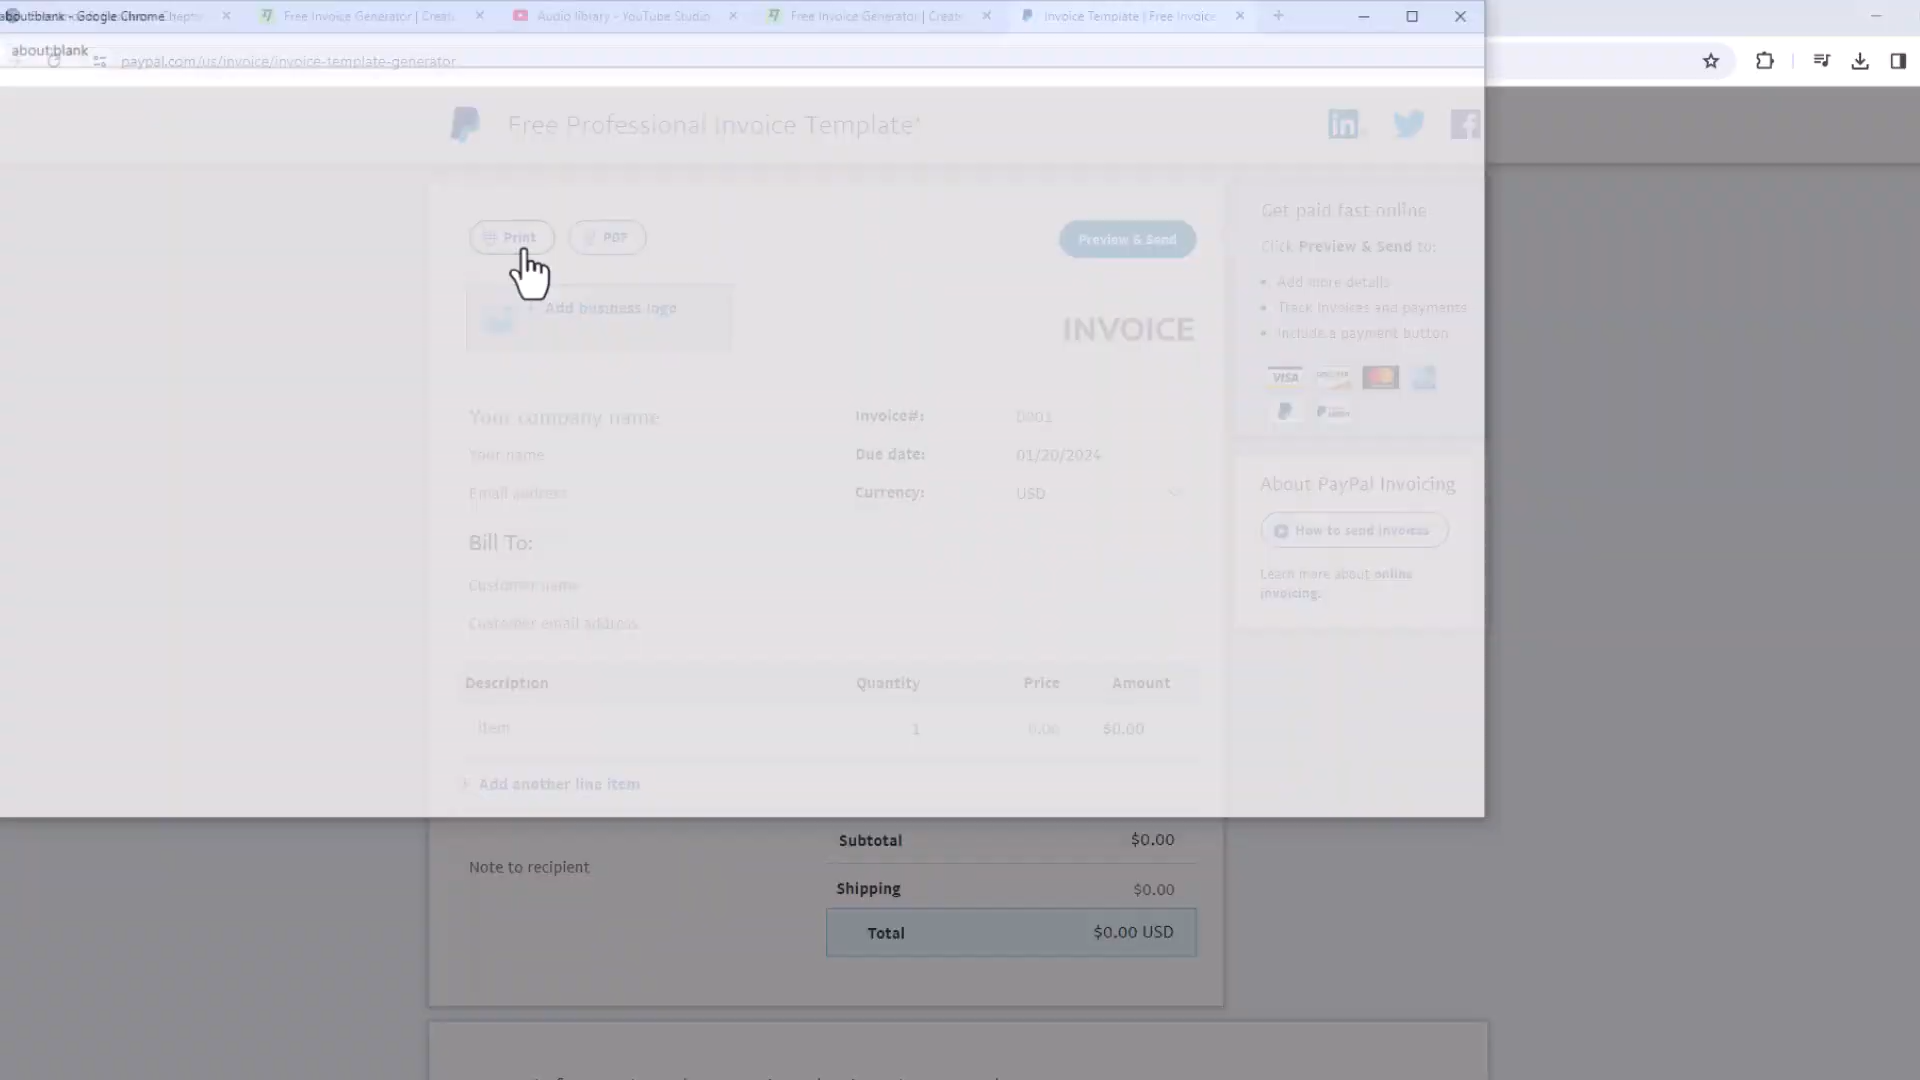 about:blank - Google Chrome
Free Invoice Generator | Creat
Audio library - YouTube Studio
Free Invoice Generator | Creat
Invoice Template | Free Invoice
about:blank
paypal.com/us/invoice/invoice-template-generator
Free Professional Invoice Template*
in
Print
PDF
Preview & Send
Get paid fast online
Click Preview & Send to:
• Add more details
• Track invoices and payments
• Include a payment button
+ Add business logo
INVOICE
VISA
DISCOVER
Your company name
Invoice#:
0001
Your name
Due date:
01/20/2024
Email address
Currency:
USD
About PayPal Invoicing
How to send invoices
Learn more about online
invoicing.
Bill To:
Customer name
Customer email address
Description
Quantity
Price
Amount
Item
1
0.00
$0.00
+ Add another line item
Subtotal
$0.00
Note to recipient
Shipping
$0.00
Total
$0.00 USD